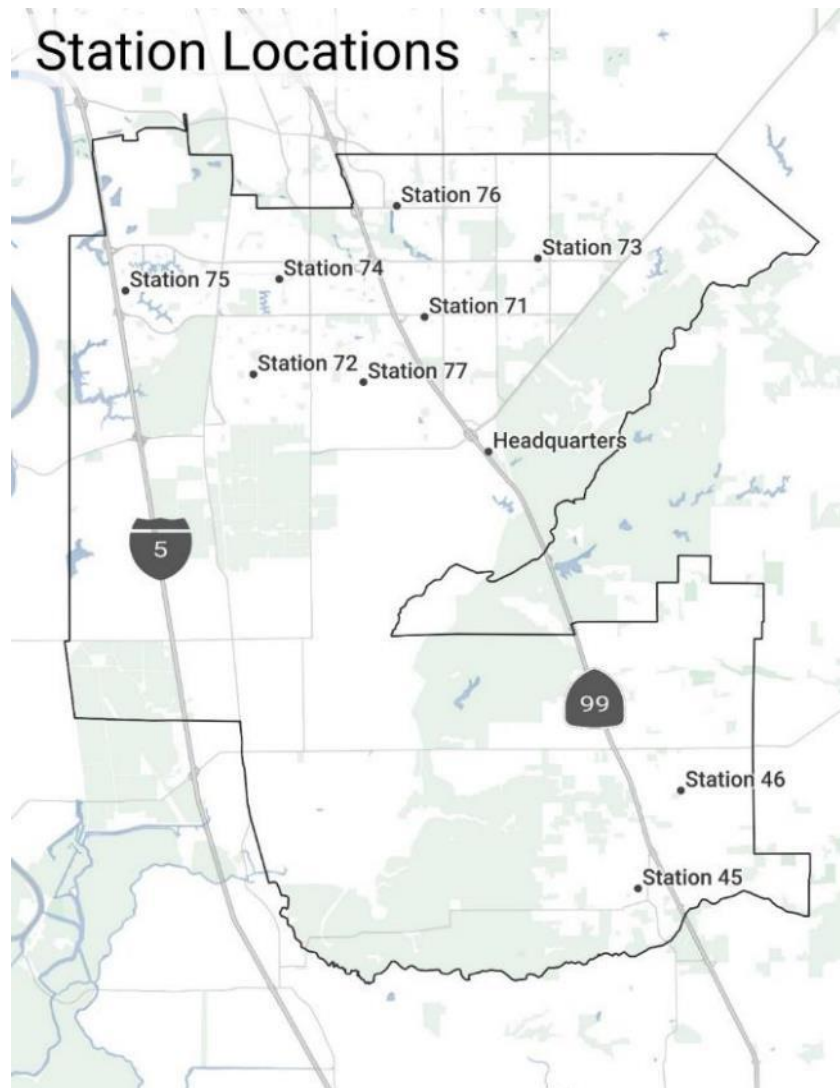 Station Locations
Station 76
Station 73
Station 74
Station 75
Station 71
Station 72
Station 77
Headquarters
5
99
Station 46
Station 45